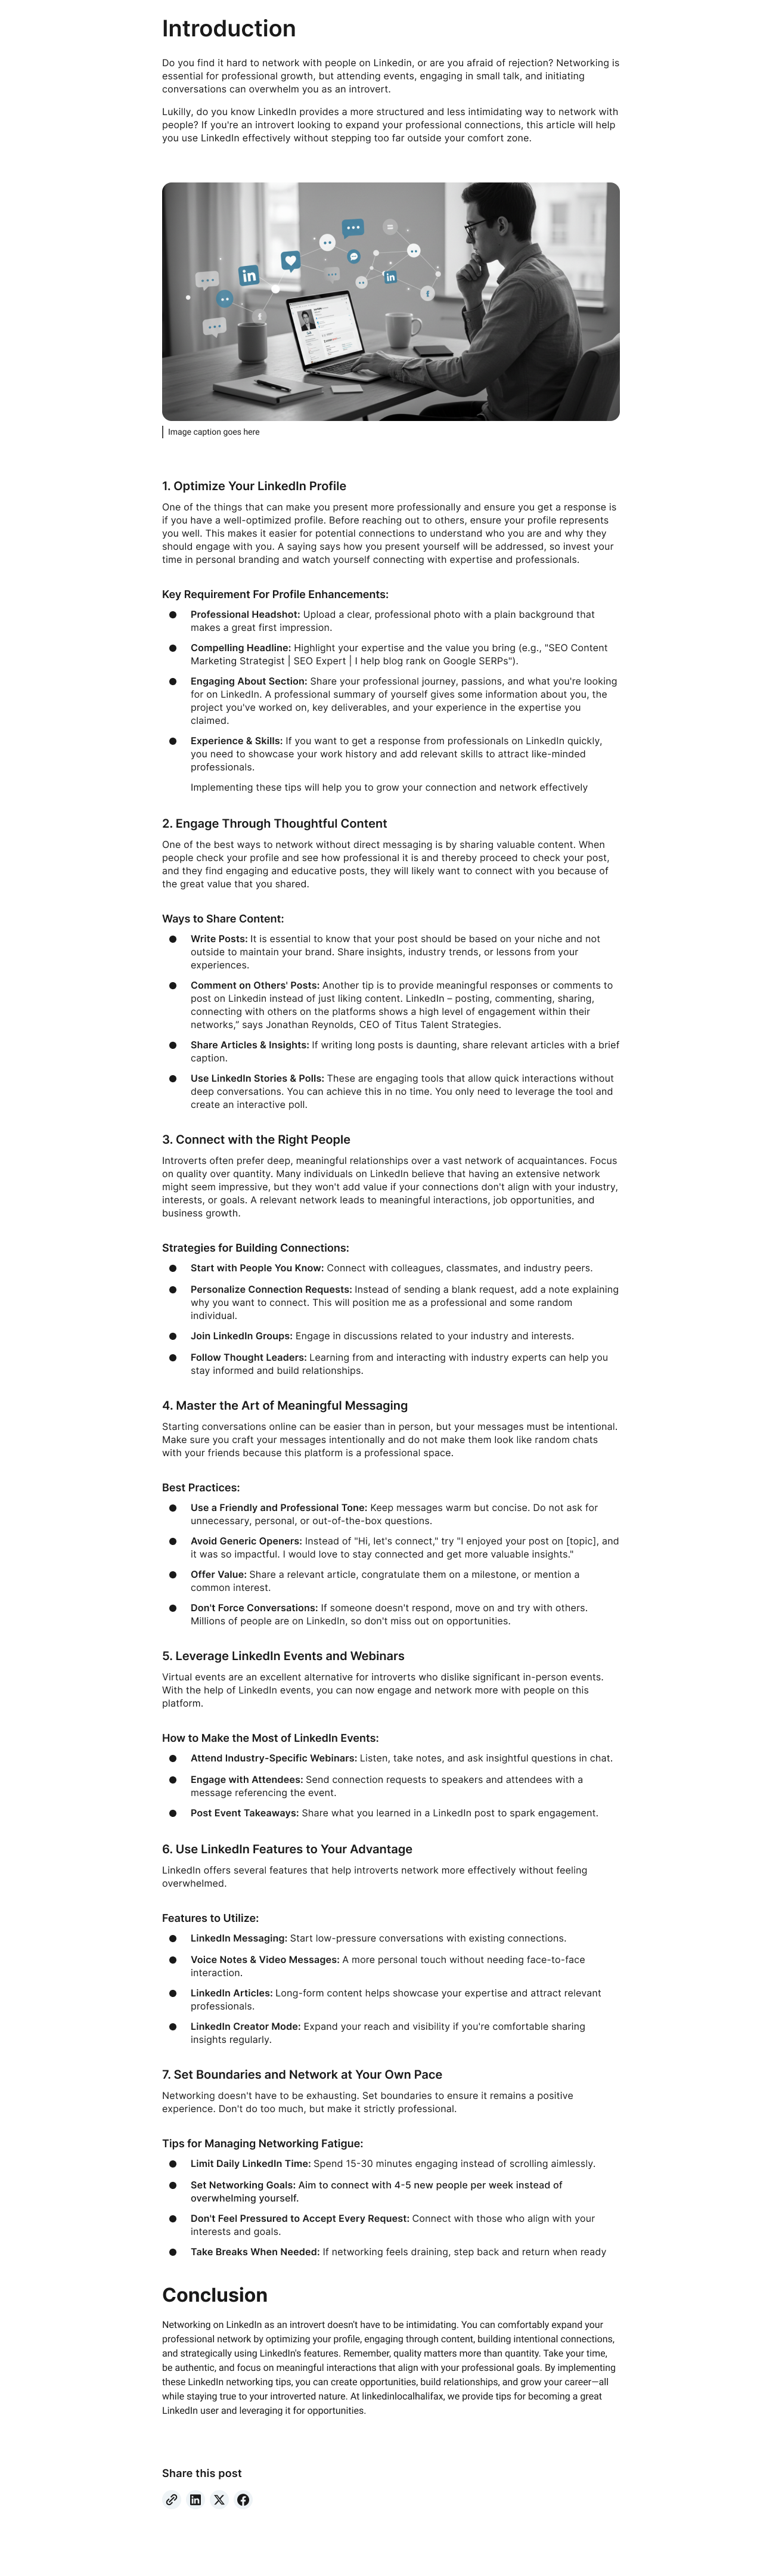 Introduction
Do you find it hard to network with people on Linkedin, or are you afraid of rejection? Networking is
essential for professional growth, but attending events, engaging in small talk, and initiating
conversations can overwhelm you as an introvert.
Lukilly, do you know LinkedIn provides a more structured and less intimidating way to network with
people? If you're an introvert looking to expand your professional connections, this article will help
you use LinkedIn effectively without stepping too far outside your comfort zone.
in
in
f
t
Image caption goes here
1. Optimize Your LinkedIn Profile
One of the things that can make you present more professionally and ensure you get a response is
if you have a well-optimized profile. Before reaching out to others, ensure your profile represents
you well. This makes it easier for potential connections to understand who you are and why they
should engage with you. A saying says how you present yourself will be addressed, so invest your
time in personal branding and watch yourself connecting with expertise and professionals.
Key Requirement For Profile Enhancements:
● Professional Headshot: Upload a clear, professional photo with a plain background that
makes a great first impression.
● Compelling Headline: Highlight your expertise and the value you bring (e.g., "SEO Content
Marketing Strategist | SEO Expert | I help blog rank on Google SERPs").
● Engaging About Section: Share your professional journey, passions, and what you're looking
for on LinkedIn. A professional summary of yourself gives some information about you, the
project you've worked on, key deliverables, and your experience in the expertise you
claimed.
● Experience & Skills: If you want to get a response from professionals on LinkedIn quickly,
you need to showcase your work history and add relevant skills to attract like-minded
professionals.
Implementing these tips will help you to grow your connection and network effectively
2. Engage Through Thoughtful Content
One of the best ways to network without direct messaging is by sharing valuable content. When
people check your profile and see how professional it is and thereby proceed to check your post,
and they find engaging and educative posts, they will likely want to connect with you because of
the great value that you shared.
Ways to Share Content:
● Write Posts: It is essential to know that your post should be based on your niche and not
outside to maintain your brand. Share insights, industry trends, or lessons from your
experiences.
● Comment on Others' Posts: Another tip is to provide meaningful responses or comments to
post on Linkedin instead of just liking content. LinkedIn – posting, commenting, sharing,
connecting with others on the platforms shows a high level of engagement within their
networks,” says Jonathan Reynolds, CEO of Titus Talent Strategies.
● Share Articles & Insights: If writing long posts is daunting, share relevant articles with a brief
caption.
● Use LinkedIn Stories & Polls: These are engaging tools that allow quick interactions without
deep conversations. You can achieve this in no time. You only need to leverage the tool and
create an interactive poll.
3. Connect with the Right People
Introverts often prefer deep, meaningful relationships over a vast network of acquaintances. Focus
on quality over quantity. Many individuals on LinkedIn believe that having an extensive network
might seem impressive, but they won't add value if your connections don't align with your industry,
interests, or goals. A relevant network leads to meaningful interactions, job opportunities, and
business growth.
Strategies for Building Connections:
● Start with People You Know: Connect with colleagues, classmates, and industry peers.
● Personalize Connection Requests: Instead of sending a blank request, add a note explaining
why you want to connect. This will position me as a professional and some random
individual.
● Join LinkedIn Groups: Engage in discussions related to your industry and interests.
● Follow Thought Leaders: Learning from and interacting with industry experts can help you
stay informed and build relationships.
4. Master the Art of Meaningful Messaging
Starting conversations online can be easier than in person, but your messages must be intentional.
Make sure you craft your messages intentionally and do not make them look like random chats
with your friends because this platform is a professional space.
Best Practices:
● Use a Friendly and Professional Tone: Keep messages warm but concise. Do not ask for
unnecessary, personal, or out-of-the-box questions.
● Avoid Generic Openers: Instead of "Hi, let's connect," try "I enjoyed your post on [topic], and
it was so impactful. I would love to stay connected and get more valuable insights."
● Offer Value: Share a relevant article, congratulate them on a milestone, or mention a
common interest.
● Don't Force Conversations: If someone doesn't respond, move on and try with others.
Millions of people are on LinkedIn, so don't miss out on opportunities.
5. Leverage LinkedIn Events and Webinars
Virtual events are an excellent alternative for introverts who dislike significant in-person events.
With the help of LinkedIn events, you can now engage and network more with people on this
platform.
How to Make the Most of LinkedIn Events:
● Attend Industry-Specific Webinars: Listen, take notes, and ask insightful questions in chat.
● Engage with Attendees: Send connection requests to speakers and attendees with a
message referencing the event.
● Post Event Takeaways: Share what you learned in a LinkedIn post to spark engagement.
6. Use LinkedIn Features to Your Advantage
LinkedIn offers several features that help introverts network more effectively without feeling
overwhelmed.
Features to Utilize:
● LinkedIn Messaging: Start low-pressure conversations with existing connections.
● Voice Notes & Video Messages: A more personal touch without needing face-to-face
interaction.
● LinkedIn Articles: Long-form content helps showcase your expertise and attract relevant
professionals.
● LinkedIn Creator Mode: Expand your reach and visibility if you're comfortable sharing
insights regularly.
7. Set Boundaries and Network at Your Own Pace
Networking doesn't have to be exhausting. Set boundaries to ensure it remains a positive
experience. Don't do too much, but make it strictly professional.
Tips for Managing Networking Fatigue:
● Limit Daily LinkedIn Time: Spend 15-30 minutes engaging instead of scrolling aimlessly.
● Set Networking Goals: Aim to connect with 4-5 new people per week instead of
overwhelming yourself.
● Don't Feel Pressured to Accept Every Request: Connect with those who align with your
interests and goals.
● Take Breaks When Needed: If networking feels draining, step back and return when ready
Conclusion
Networking on LinkedIn as an introvert doesn't have to be intimidating. You can comfortably expand your
professional network by optimizing your profile, engaging through content, building intentional connections,
and strategically using LinkedIn's features. Remember, quality matters more than quantity. Take your time,
be authentic, and focus on meaningful interactions that align with your professional goals. By implementing
these LinkedIn networking tips, you can create opportunities, build relationships, and grow your career—all
while staying true to your introverted nature. At linkedinlocalhalifax, we provide tips for becoming a great
LinkedIn user and leveraging it for opportunities.
Share this post